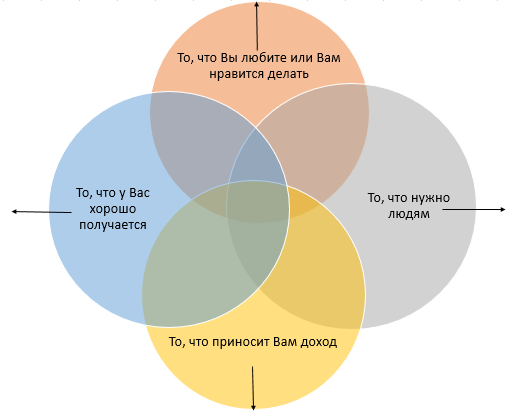 То, что Вы любите или Вам
нравится делать
То, что у Вас
хорошо
получается
То, что нужно
людям
То, что приносит Вам доход